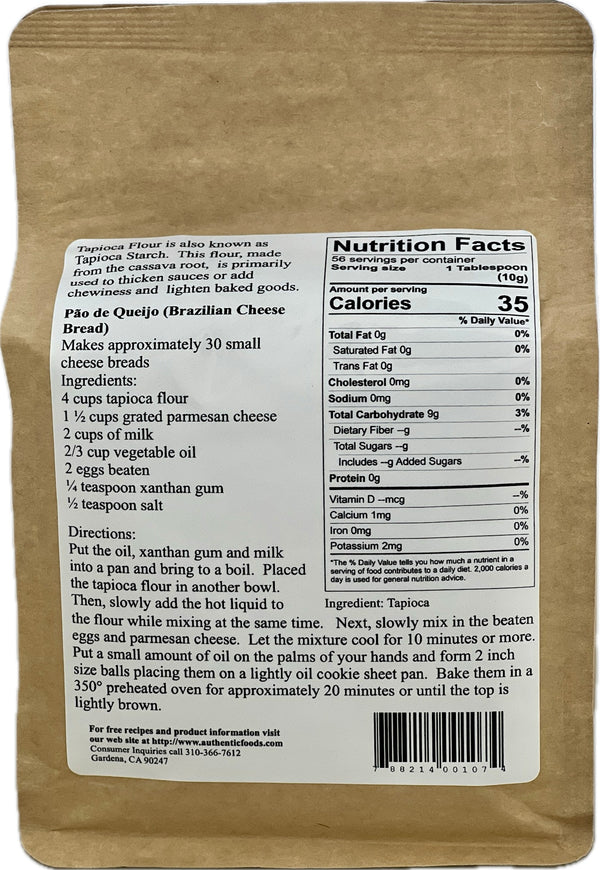 Tapioca Flour is also known as
Tapioca Starch. This flour, made
from the cassava root, is primarily
used to thicken sauces or add
chewiness and lighten baked goods.
Pão de Queijo (Brazilian Cheese
Bread)
Makes approximately 30 small
cheese breads
Ingredients:
4 cups tapioca flour
1 ½ cups grated parmesan cheese
2 cups of milk
2/3 cup vegetable oil
2 eggs beaten
¼ teaspoon xanthan gum
½ teaspoon salt
Directions:
Put the oil, xanthan gum and milk
into a pan and bring to a boil. Placed
the tapioca flour in another bowl.
Then, slowly add the hot liquid to
the flour while mixing at the same time. Next, slowly mix in the beaten
eggs and parmesan cheese. Let the mixture cool for 10 minutes or more.
Put a small amount of oil on the palms of your hands and form 2 inch
size balls placing them on a lightly oil cookie sheet pan. Bake them in a
350° preheated oven for approximately 20 minutes or until the top is
lightly brown.
For free recipes and product information visit
our web site at http://www.authenticfoods.com
Consumer Inquiries call 310-366-7612
Gardena, CA 90247
Nutrition Facts
56 servings per container
Serving size 1 Tablespoon
(10g)
Amount per serving
Calories 35
% Daily Value*
Total Fat 0g 0%
Saturated Fat 0g 0%
Trans Fat 0g
Cholesterol 0mg 0%
Sodium 0mg 0%
Total Carbohydrate 9g 3%
Dietary Fiber --g --%
Total Sugars --g
Includes --g Added Sugars --%
Protein 0g
Vitamin D --mcg --%
Calcium 1mg 0%
Iron 0mg 0%
Potassium 2mg 0%
*The % Daily Value tells you how much a nutrient in a
serving of food contributes to a daily diet. 2,000 calories a
day is used for general nutrition advice.
Ingredient: Tapioca
7 88214 00107 4